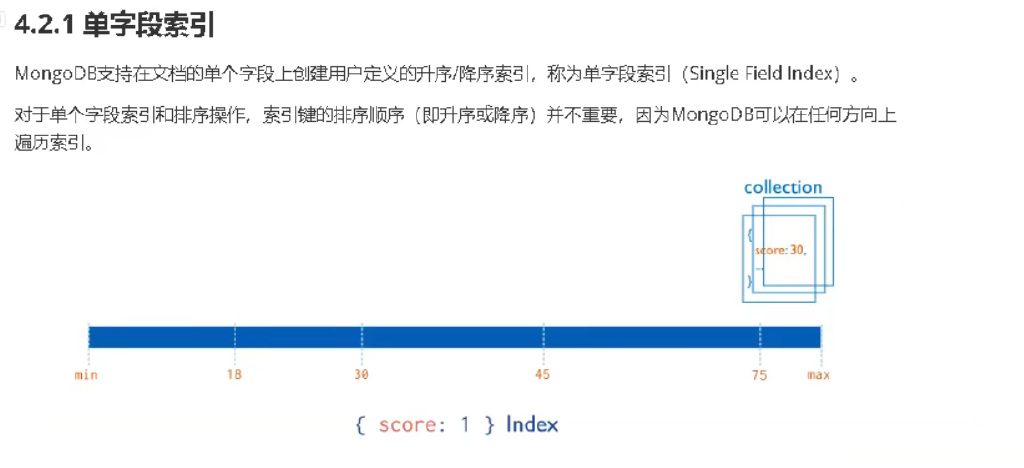 4.2.1 单字段索引
MongoDB支持在文档的单个字段上创建用户定义的升序/降序索引，称为单字段索引（Single Field Index）。
对于单个字段索引和排序操作，索引键的排序顺序（即升序或降序）并不重要，因为MongoDB可以在任何方向上
遍历索引。
collection
{
score: 30,
...
}
min 18 30 45 75 max
{ score: 1 } Index